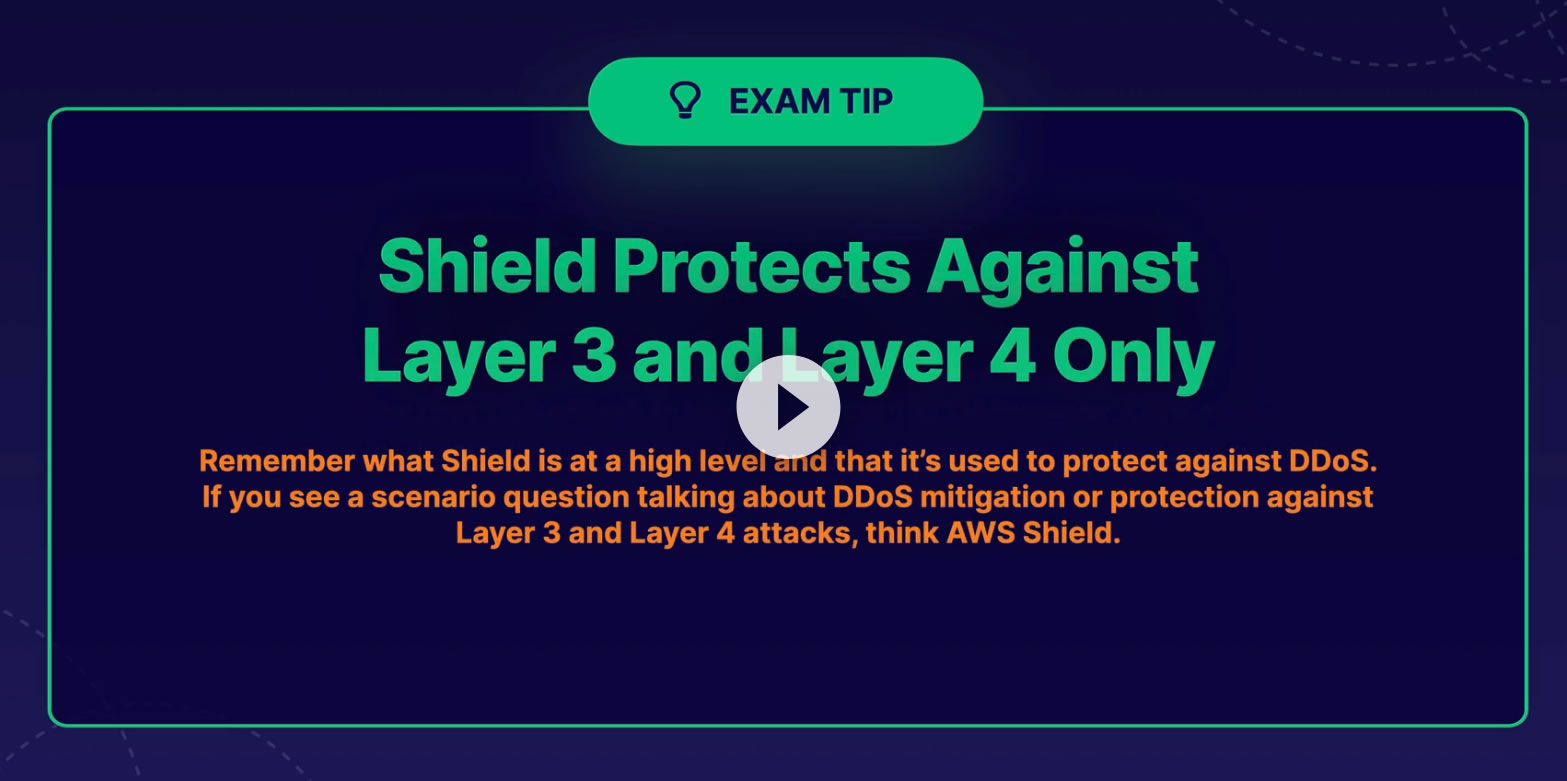 EXAM TIP
Shield Protects Against
Layer 3 and Layer 4 Only
Remember what Shield is at a high level and that it’s used to protect against DDoS.
If you see a scenario question talking about DDoS mitigation or protection against
Layer 3 and Layer 4 attacks, think AWS Shield.